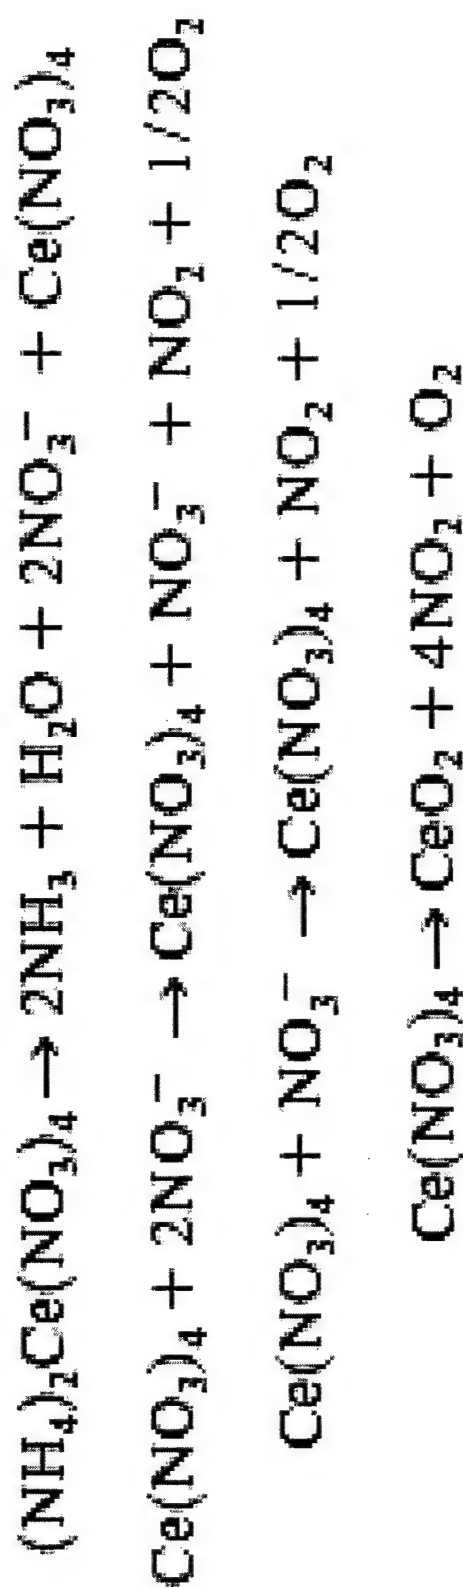 (NH₄)₂Ce(NO₃)₄ → 2NH₃ + H₂O + 2NO₃⁻ + Ce(NO₃)₄
Ce(NO₃)₄ + 2NO₃⁻ → Ce(NO₃)₄ + NO₃⁻ + NO₂ + 1/2O₂
Ce(NO₃)₄ + NO₃⁻ → Ce(NO₃)₄ + NO₂ + 1/2O₂
Ce(NO₃)₄ → CeO₂ + 4NO₂ + O₂